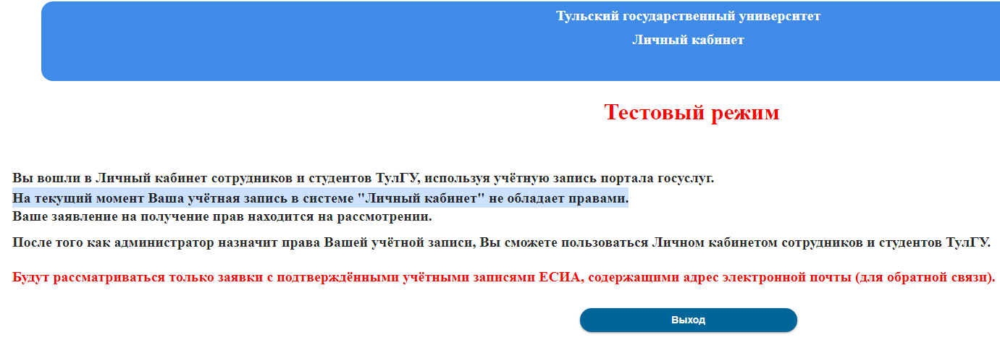 Тульский государственный университет
Личный кабинет
Тестовый режим
Вы вошли в Личный кабинет сотрудников и студентов ТулГУ, используя учётную запись портала госуслуг.
На текущий момент Ваша учётная запись в системе "Личный кабинет" не обладает правами.
Ваше заявление на получение прав находится на рассмотрении.
После того как администратор назначит права Вашей учётной записи, Вы сможете пользоваться Личном кабинетом сотрудников и студентов ТулГУ.
Будут рассматриваться только заявки с подтверждёнными учётными записями ЕСИА, содержащими адрес электронной почты (для обратной связи).
Выход